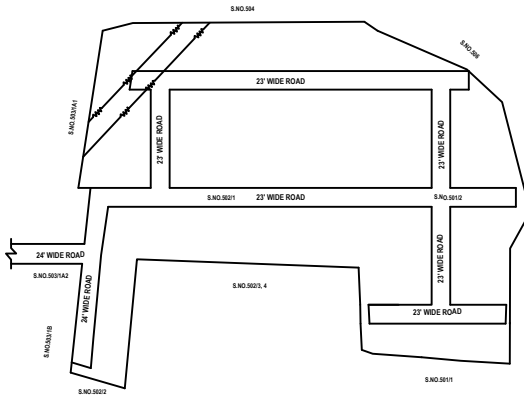 S.NO.504
S.NO.506
23' WIDE ROAD
S.NO.503/1A1
23' WIDE ROAD
23' WIDE ROAD
S.NO.502/1
23' WIDE ROAD
S.NO.501/2
24' WIDE ROAD
S.NO.503/1A2
24' WIDE ROAD
S.NO.502/3, 4
23' WIDE ROAD
23' WIDE ROAD
S.NO.503/1B
S.NO.502/2
S.NO.501/1